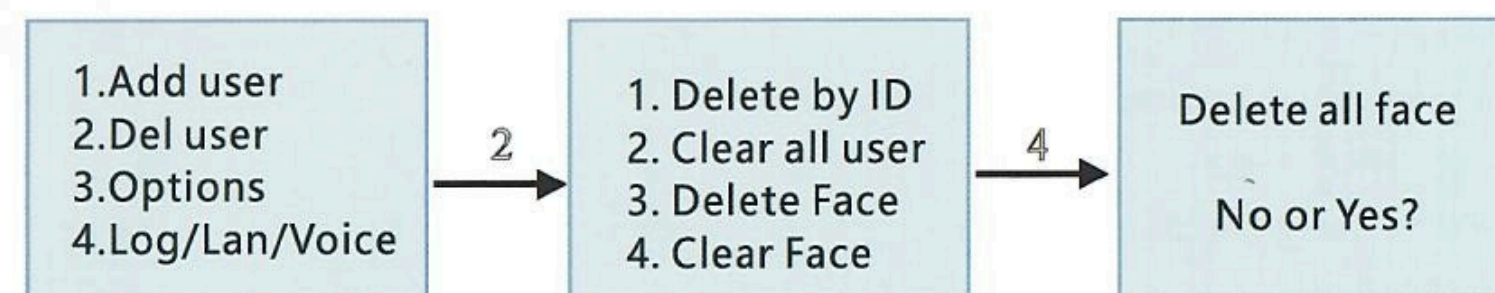 1.Add user
2.Del user
3.Options
4.Log/Lan/Voice
2
1. Delete by ID
2. Clear all user
3. Delete Face
4. Clear Face
4
Delete all face
No or Yes?